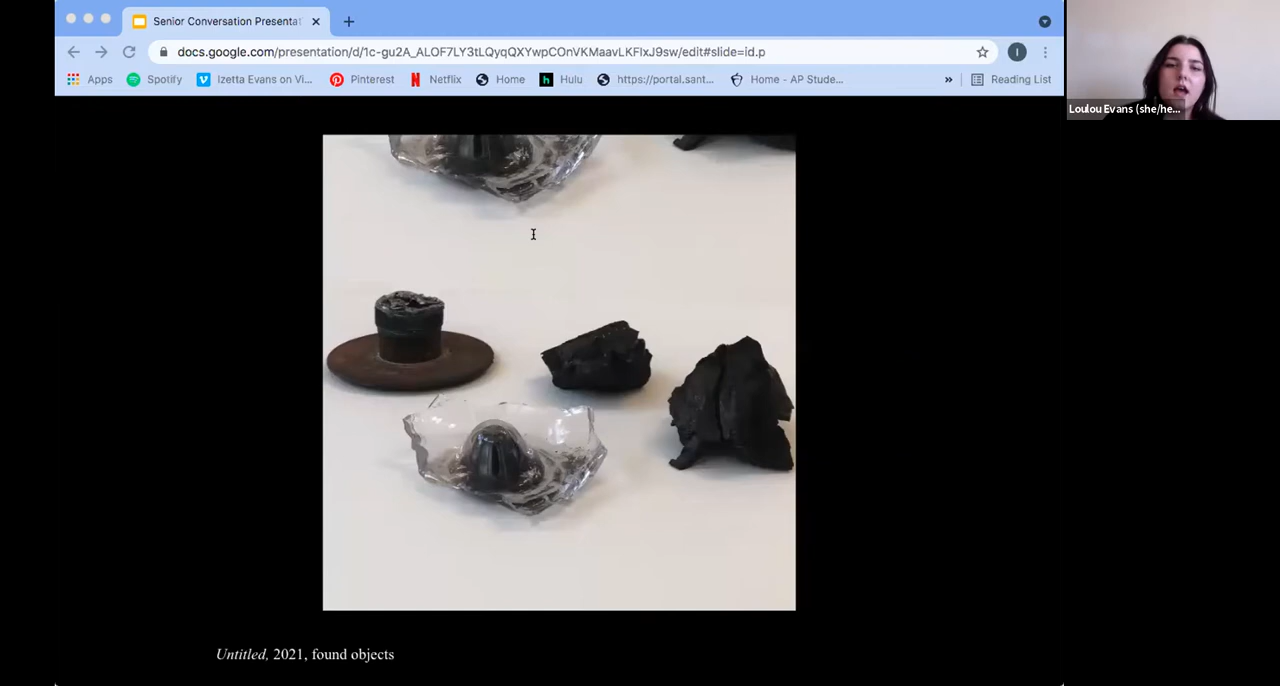 Senior Conversation Presentat
docs.google.com/presentation/d/1c-gu2A_ALOF7LY3tLQyqQXYwpCOnVKMaavLKFIxJ9sw/edit#slide=id.p
I
Apps Spotify Izetta Evans on Vi... Pinterest Netflix Home Hulu https://portal.sant... Home - AP Stude... » Reading List
Loulou Evans (she/he...
Untitled, 2021, found objects